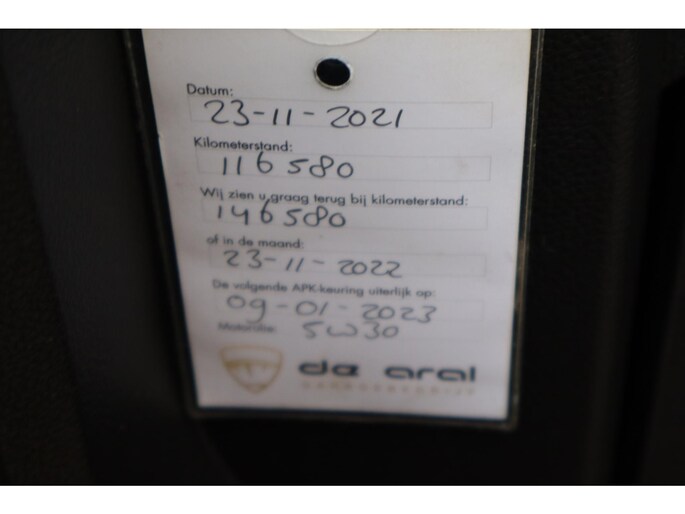 Datum:
23-11-2021
Kilometerstand:
116580
Wij zien u graag terug bij kilometerstand:
146580
of in de maand:
23-11-2022
De volgende APK-keuring uiterlijk op:
09-01-2023
Motorolie: 5W30
de aral